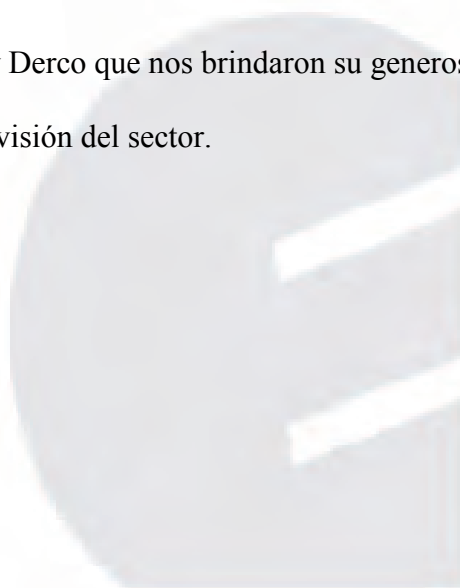 Derco que nos brindaron su generos
visión del sector.